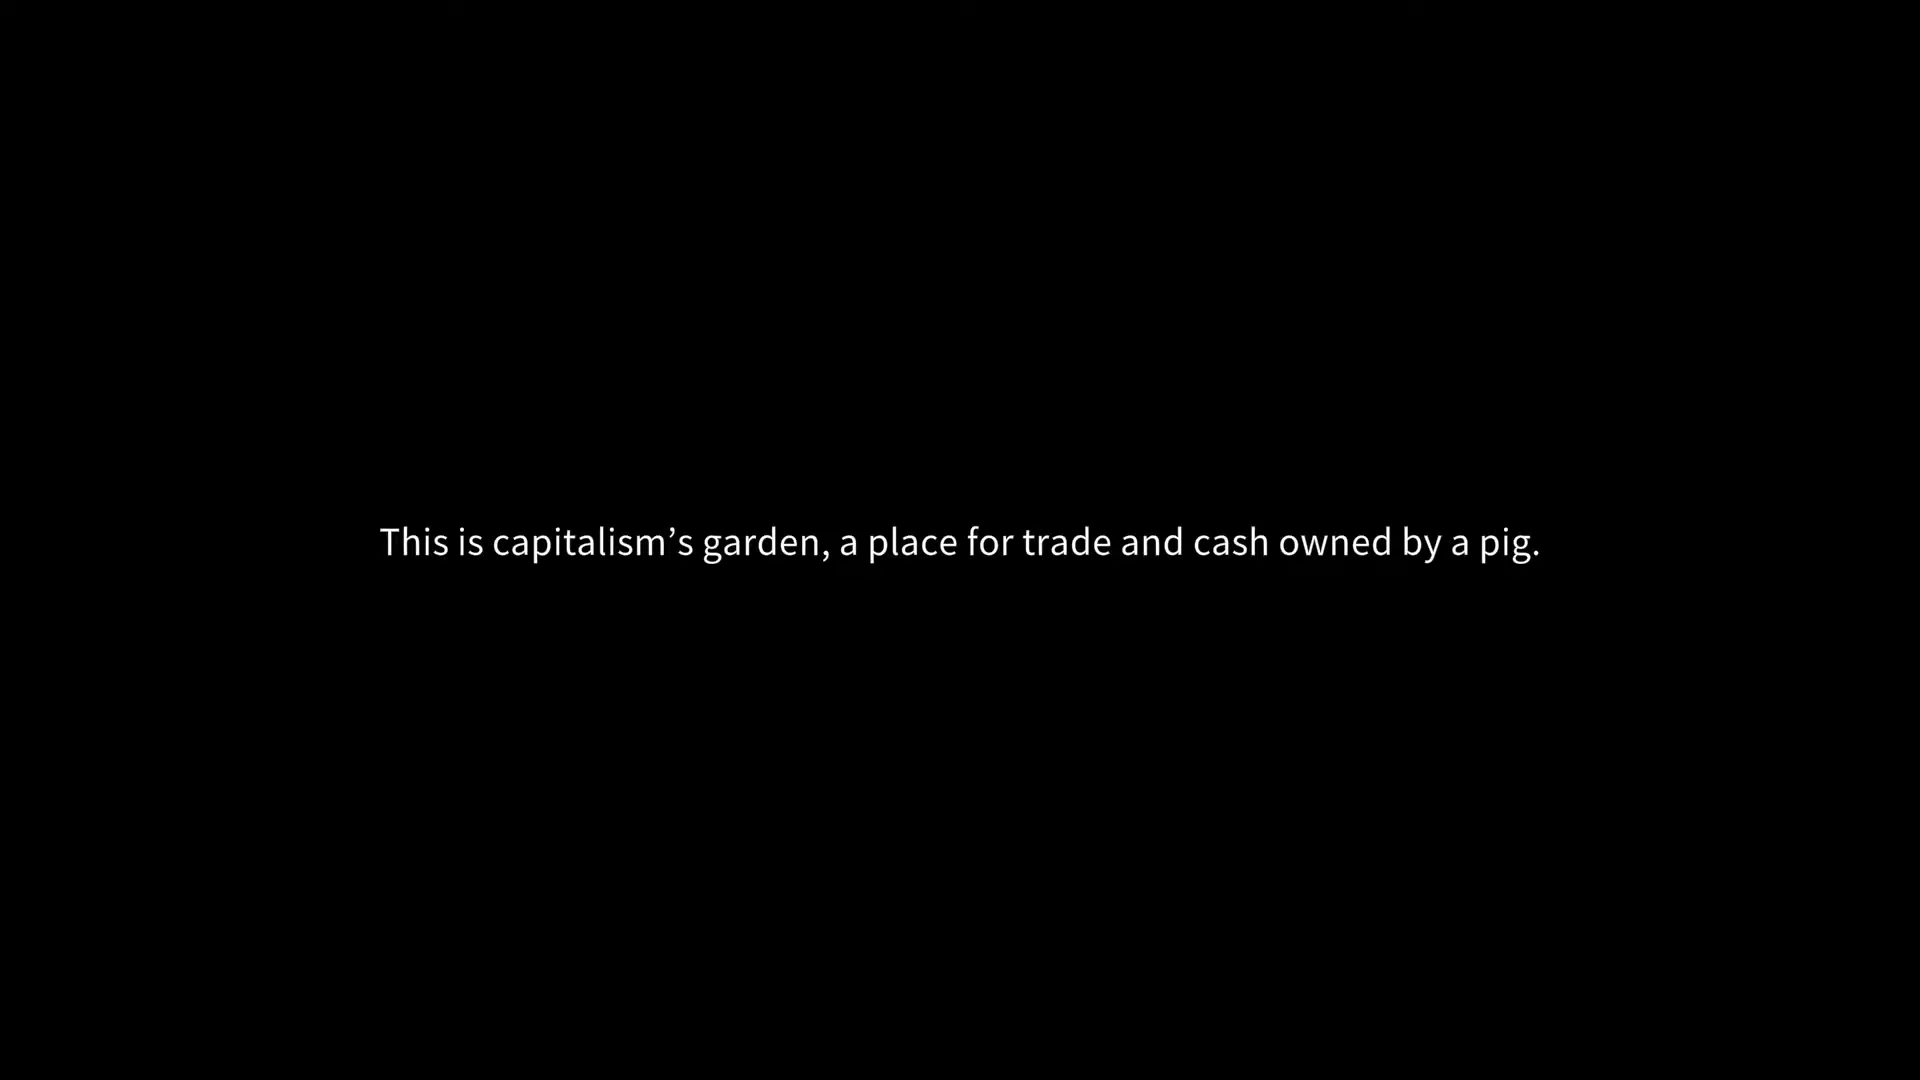 This is capitalism’s garden, a place for trade and cash owned by a pig.